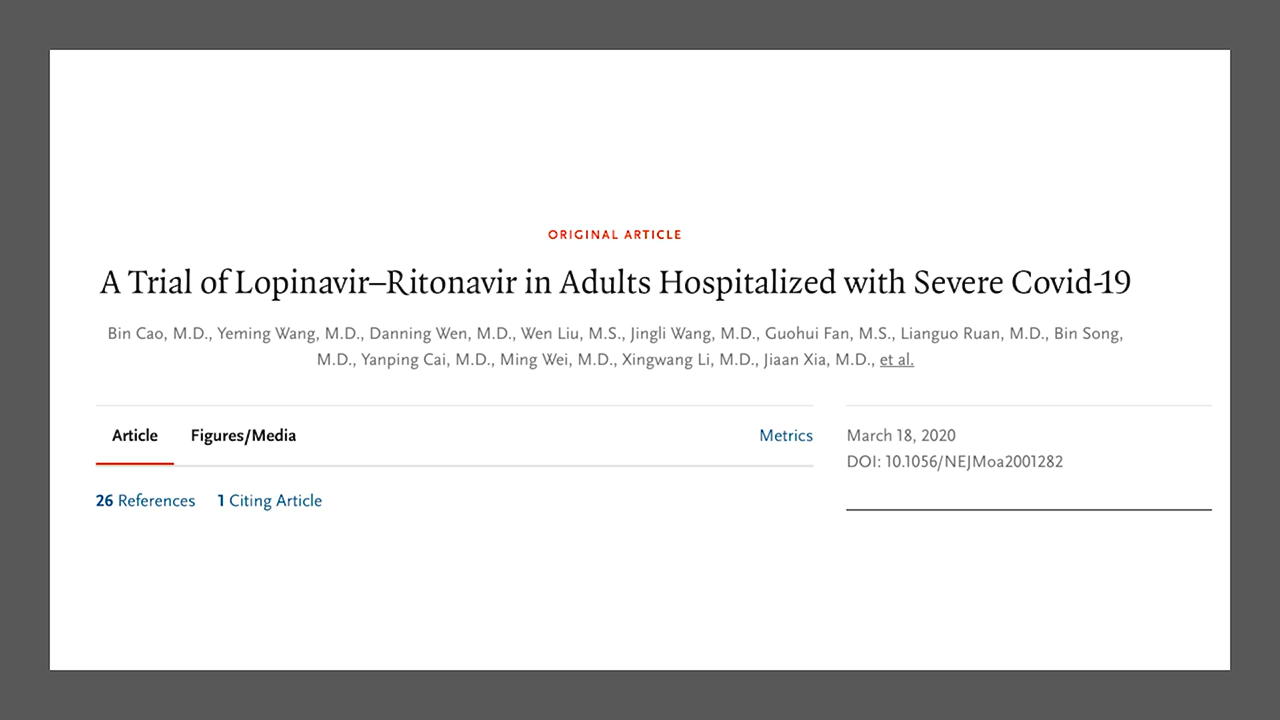 ORIGINAL ARTICLE
A Trial of Lopinavir–Ritonavir in Adults Hospitalized with Severe Covid-19
Bin Cao, M.D., Yeming Wang, M.D., Danning Wen, M.D., Wen Liu, M.S., Jingli Wang, M.D., Guohui Fan, M.S., Lianguo Ruan, M.D., Bin Song,
M.D., Yanping Cai, M.D., Ming Wei, M.D., Xingwang Li, M.D., Jiaan Xia, M.D., et al.
Article Figures/Media Metrics
March 18, 2020
DOI: 10.1056/NEJMoa2001282
26 References 1 Citing Article